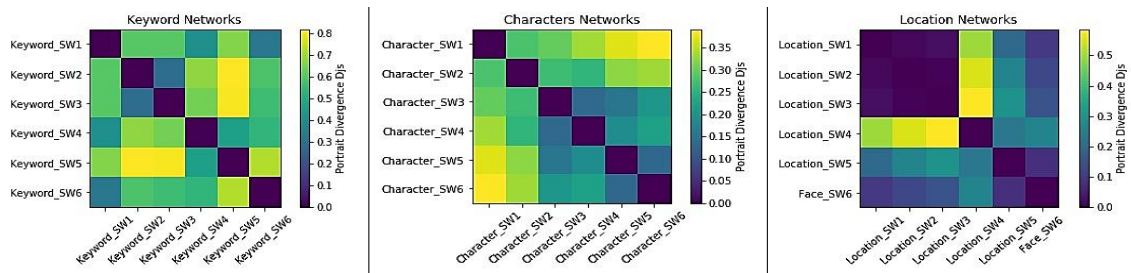 Keyword Networks
Keyword_SW1
Keyword_SW2
Keyword_SW3
Keyword_SW4
Keyword_SW5
Keyword_SW6
Keyword_SW1
Keyword_SW2
Keyword_SW3
Keyword_SW4
Keyword_SW5
Keyword_SW6
0.8
0.7
0.6
0.5
0.4
0.3
0.2
0.1
0.0
Portrait Divergence Djs
Characters Networks
Character_SW1
Character_SW2
Character_SW3
Character_SW4
Character_SW5
Character_SW6
Character_SW1
Character_SW2
Character_SW3
Character_SW4
Character_SW5
Character_SW6
0.35
0.30
0.25
0.20
0.15
0.10
0.05
0.00
Portrait Divergence Djs
Location Networks
Location_SW1
Location_SW2
Location_SW3
Location_SW4
Location_SW5
Face_SW6
Location_SW1
Location_SW2
Location_SW3
Location_SW4
Location_SW5
Face_SW6
0.5
0.4
0.3
0.2
0.1
0.0
Portrait Divergence Djs